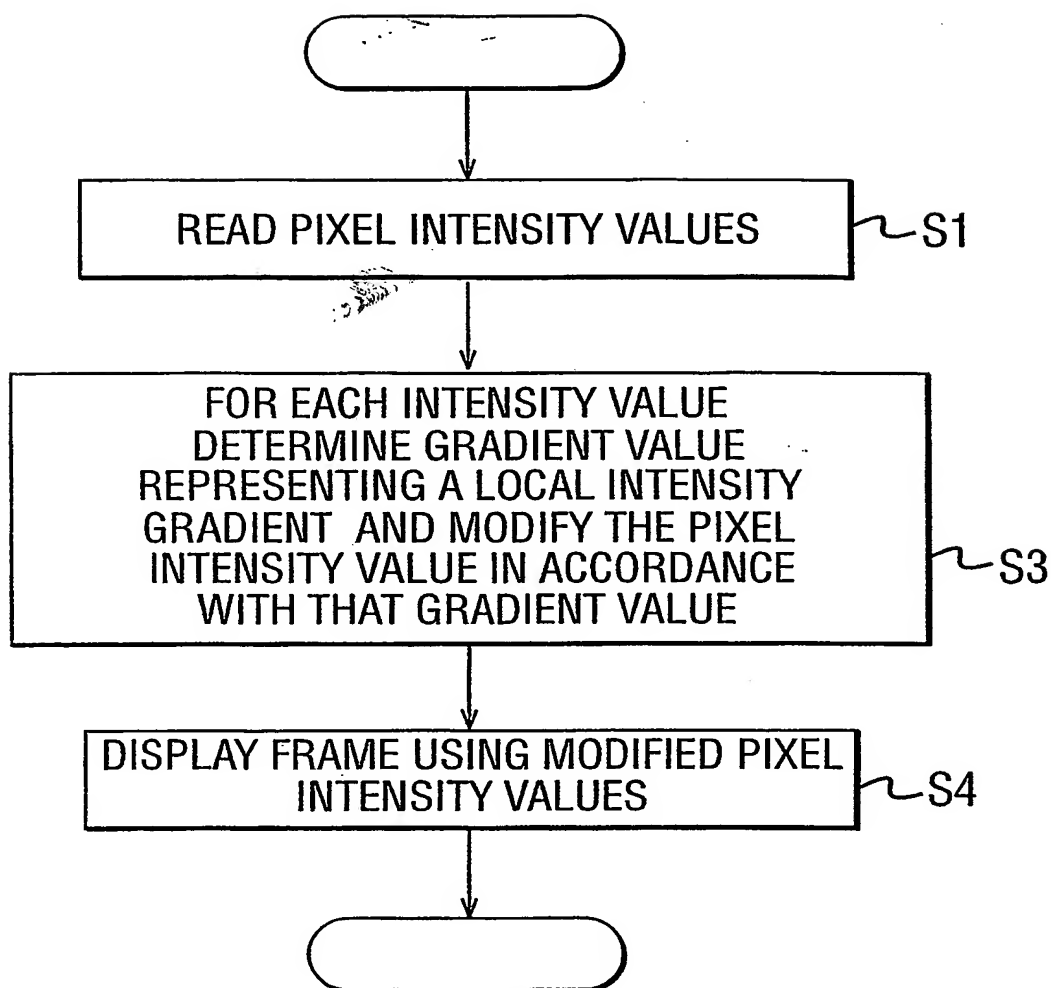 READ PIXEL INTENSITY VALUES
S1
FOR EACH INTENSITY VALUE
DETERMINE GRADIENT VALUE
REPRESENTING A LOCAL INTENSITY
GRADIENT AND MODIFY THE PIXEL
INTENSITY VALUE IN ACCORDANCE
WITH THAT GRADIENT VALUE
S3
DISPLAY FRAME USING MODIFIED PIXEL
INTENSITY VALUES
S4